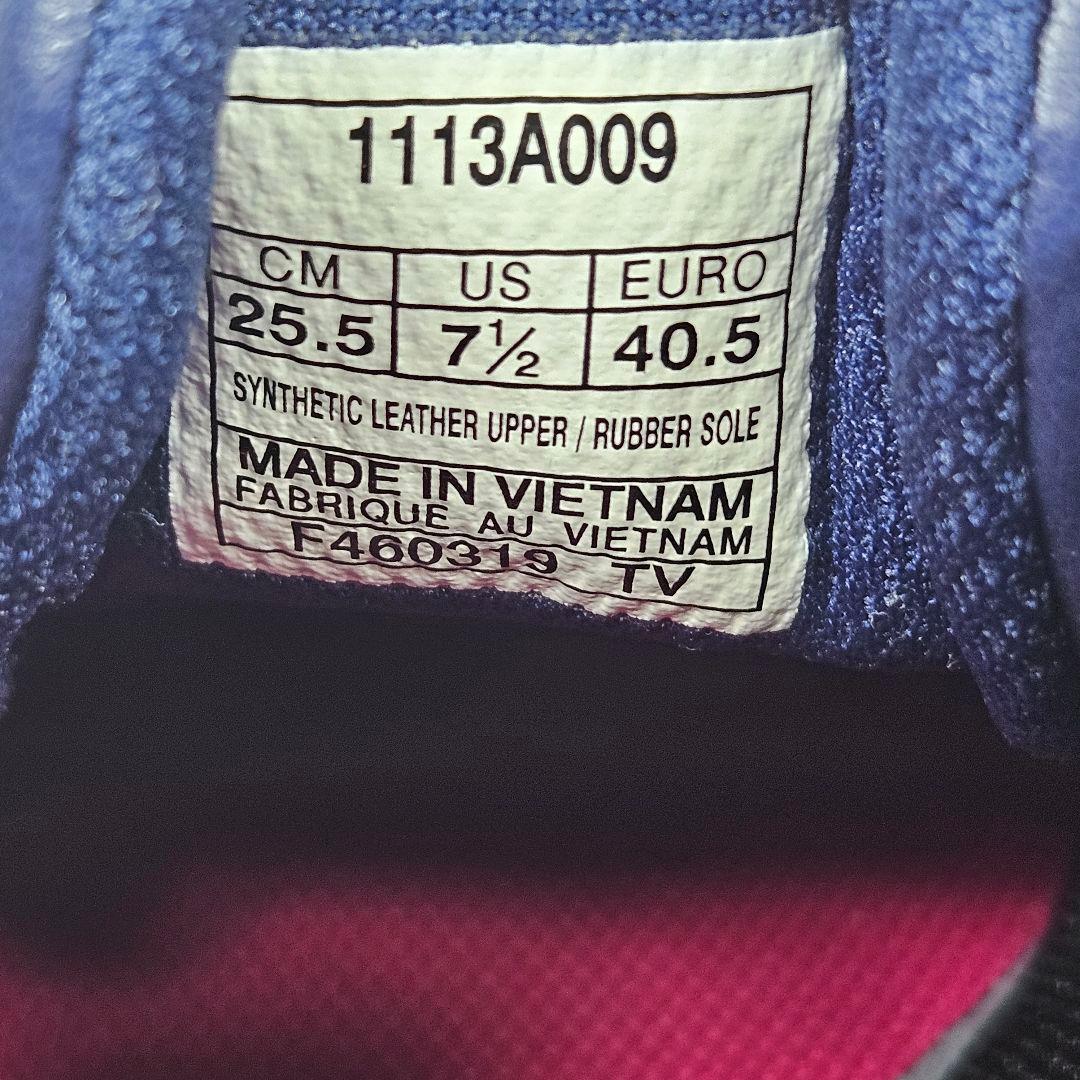 1113A009
CM US EURO
25.5 7½ 40.5
SYNTHETIC LEATHER UPPER / RUBBER SOLE
MADE IN VIETNAM
FABRIQUE AU VIETNAM
F460319 TV